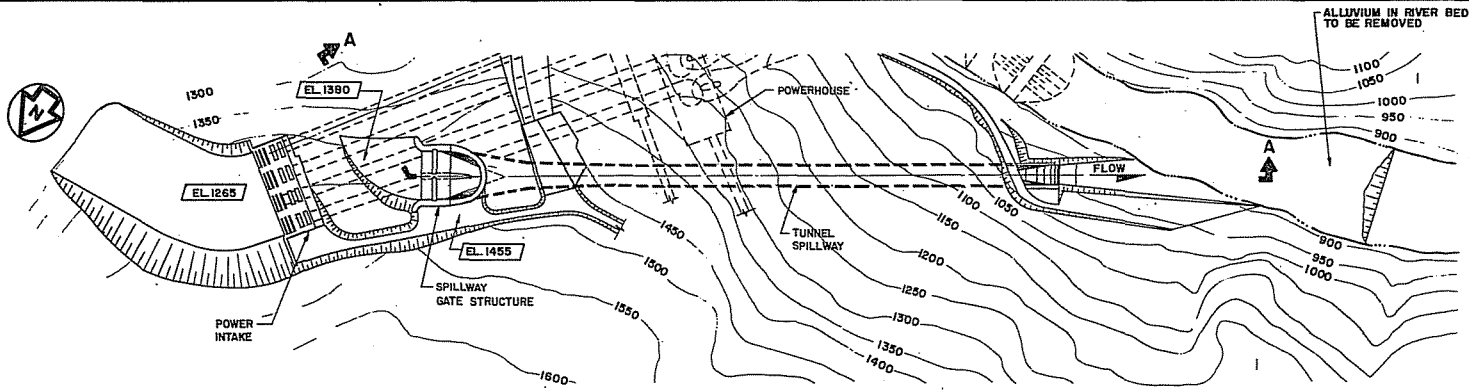 ALLUVIUM IN RIVER BED
TO BE REMOVED
A
N
1300
1350
EL. 1380
EL. 1265
EL. 1455
SPILLWAY
GATE STRUCTURE
POWER
INTAKE
POWERHOUSE
TUNNEL
SPILLWAY
FLOW
A
1100
1050
1000
950
900
1450
1500
1550
1600
1050
1100
1150
1200
1250
1300
1350
1400
900
950
1000